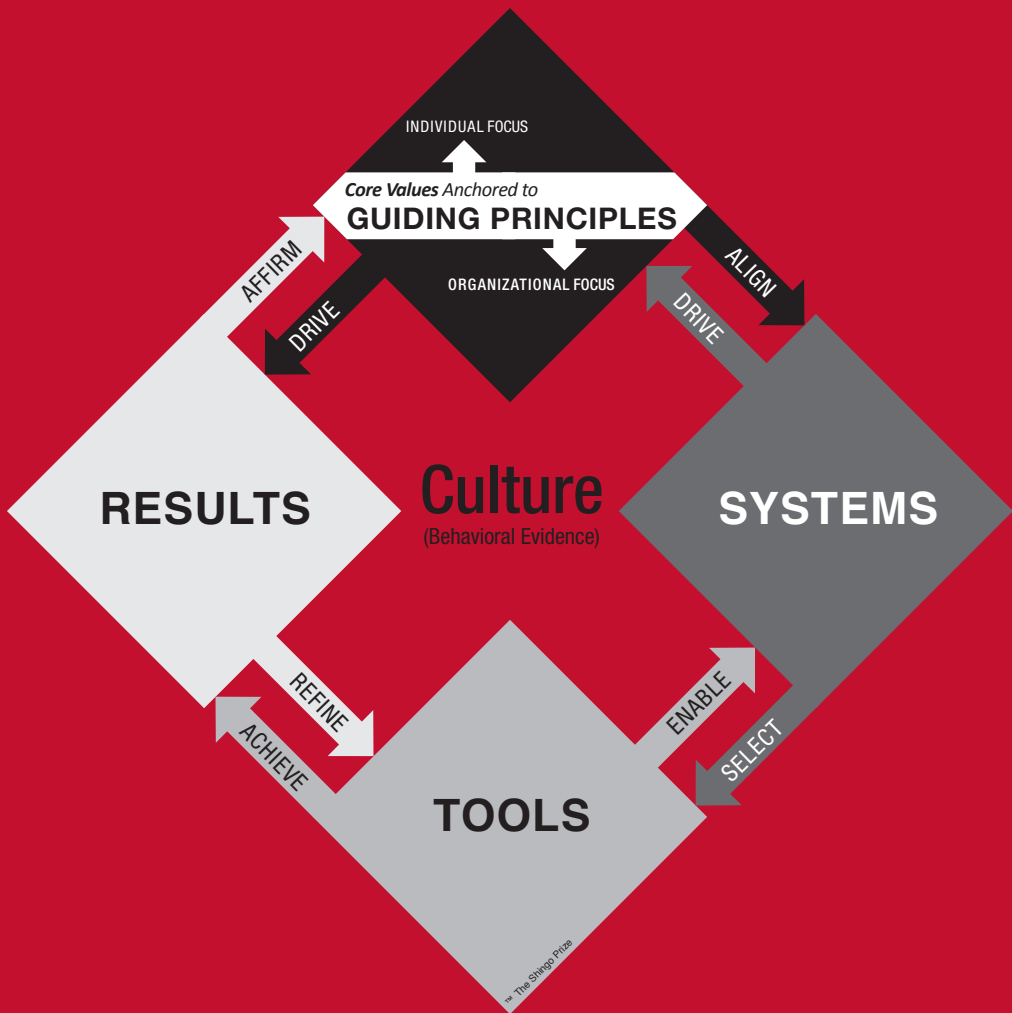 INDIVIDUAL FOCUS
Core Values Anchored to
GUIDING PRINCIPLES
ORGANIZATIONAL FOCUS
AFFIRM
DRIVE
ALIGN
DRIVE
RESULTS
Culture
(Behavioral Evidence)
SYSTEMS
REFINE
ACHIEVE
ENABLE
SELECT
TOOLS
™ The Shingo Prize